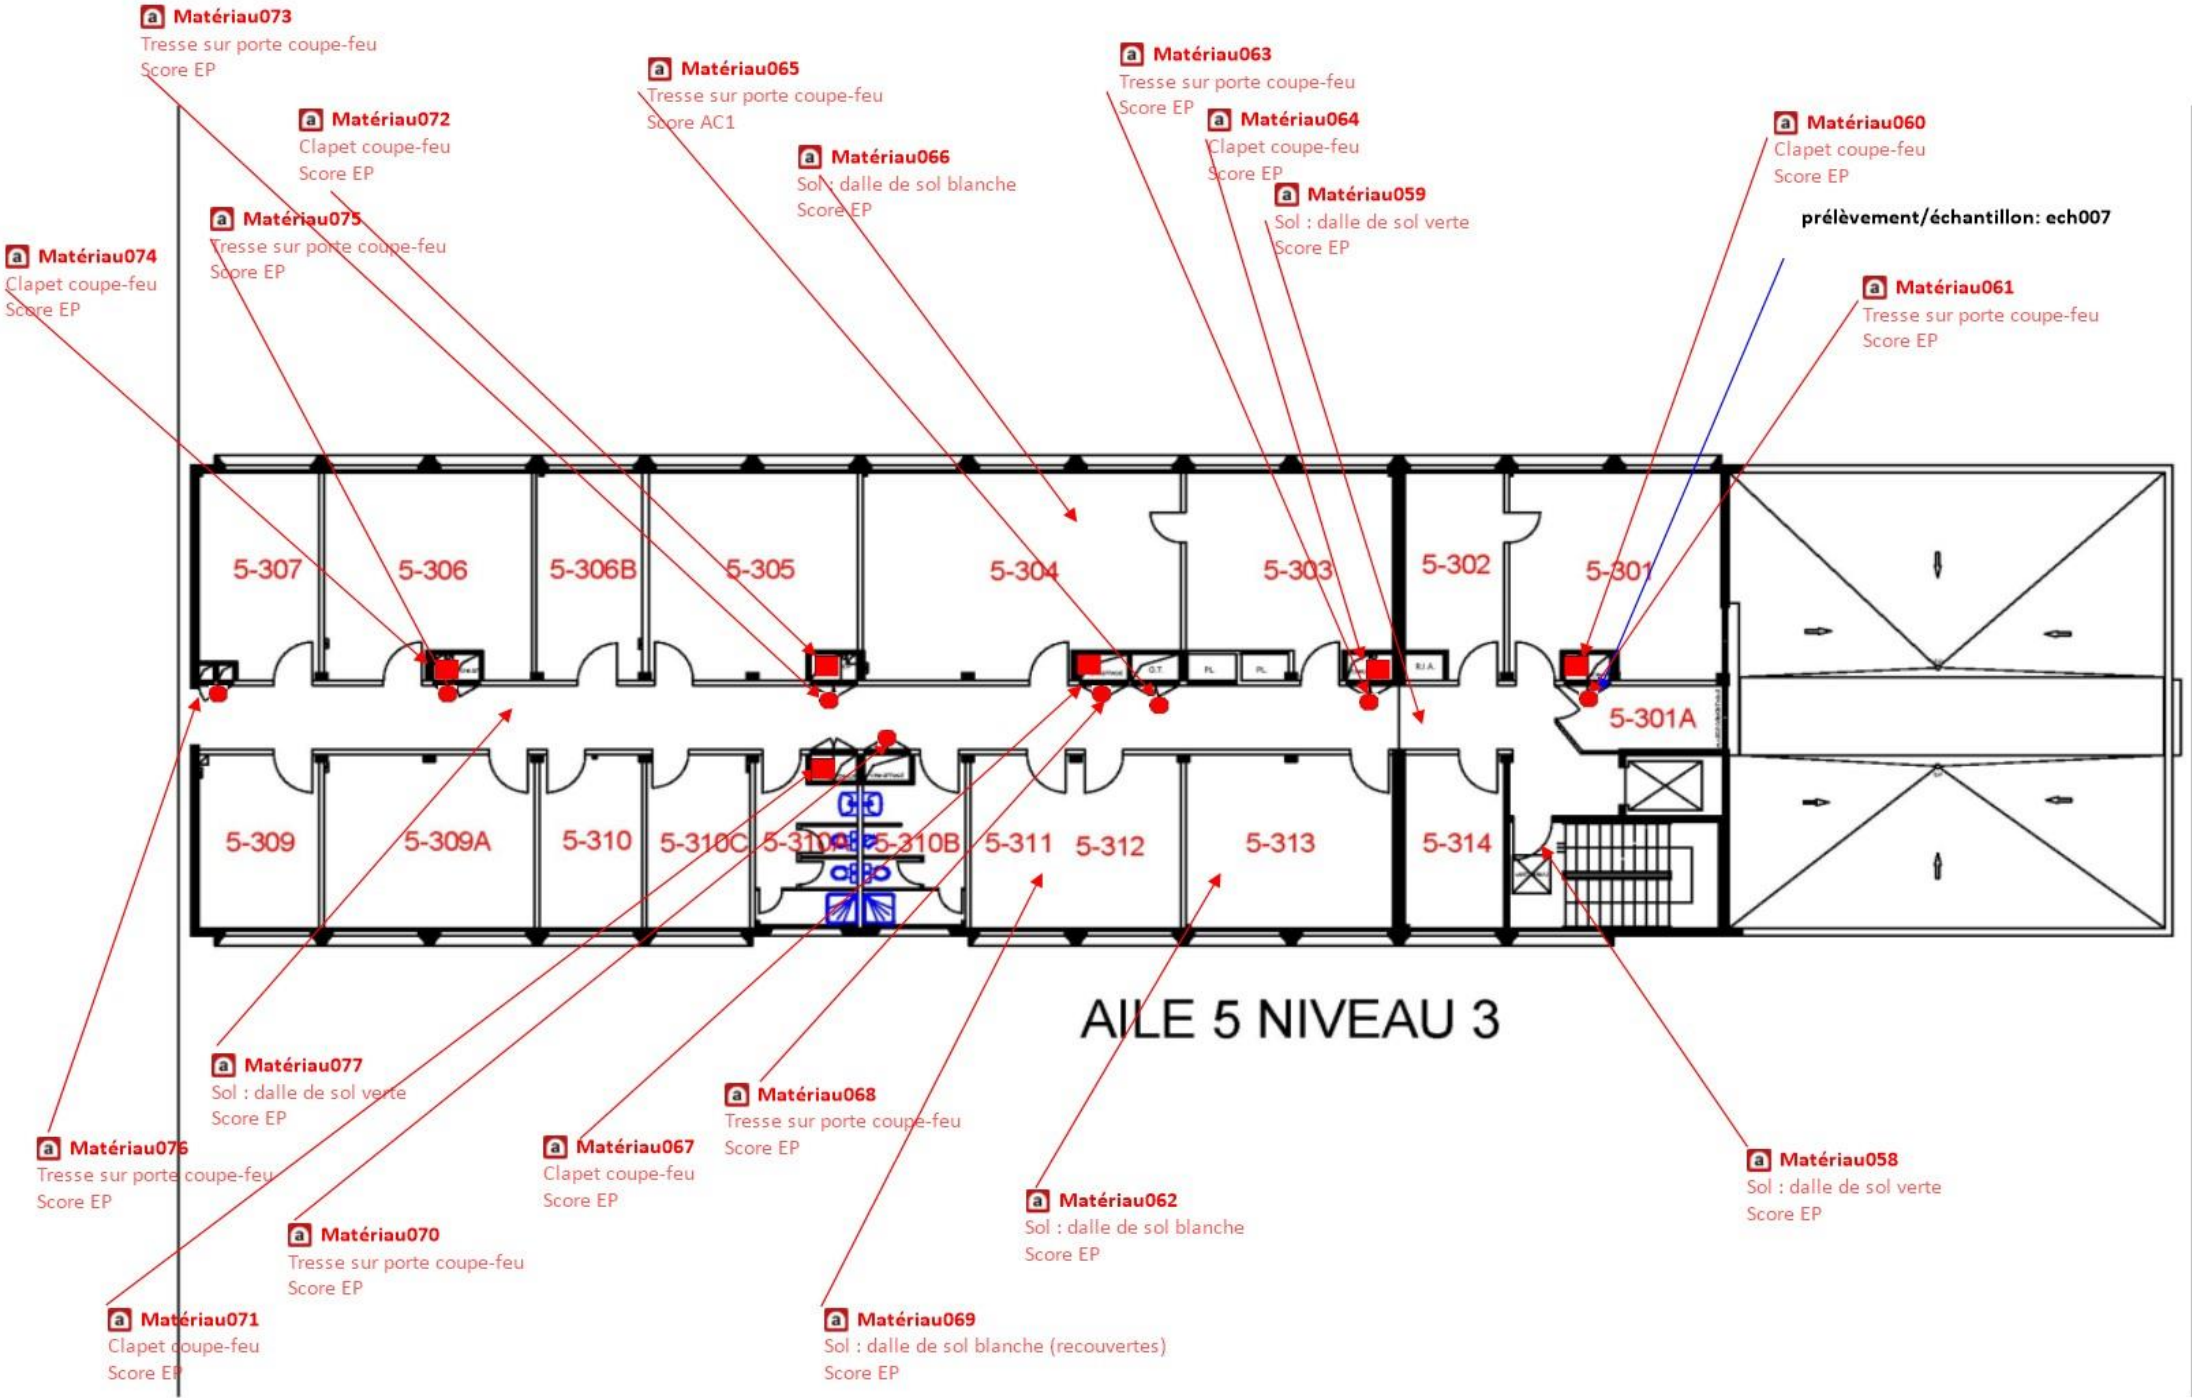 Matériau073
Tresse sur porte coupe-feu
Score EP
Matériau065
Tresse sur porte coupe-feu
Score AC1
Matériau063
Tresse sur porte coupe-feu
Score EP
Matériau072
Clapet coupe-feu
Score EP
Matériau064
Clapet coupe-feu
Score EP
Matériau060
Clapet coupe-feu
Score EP
Matériau066
Sol : dalle de sol blanche
Score EP
Matériau059
Sol : dalle de sol verte
Score EP
Matériau075
Tresse sur porte coupe-feu
Score EP
prélèvement/échantillon: ech007
Matériau074
Clapet coupe-feu
Score EP
Matériau061
Tresse sur porte coupe-feu
Score EP
5-307
5-306
5-306B
5-305
5-304
5-303
5-302
5-301
G.T.
PL.
PL.
R.I.A.
5-301A
5-309
5-309A
5-310
5-310C
5-310A
5-310B
5-311
5-312
5-313
5-314
AILE 5 NIVEAU 3
Matériau077
Sol : dalle de sol verte
Score EP
Matériau068
Tresse sur porte coupe-feu
Score EP
Matériau076
Tresse sur porte coupe-feu
Score EP
Matériau067
Clapet coupe-feu
Score EP
Matériau058
Sol : dalle de sol verte
Score EP
Matériau062
Sol : dalle de sol blanche
Score EP
Matériau070
Tresse sur porte coupe-feu
Score EP
Matériau071
Clapet coupe-feu
Score EP
Matériau069
Sol : dalle de sol blanche (recouvertes)
Score EP